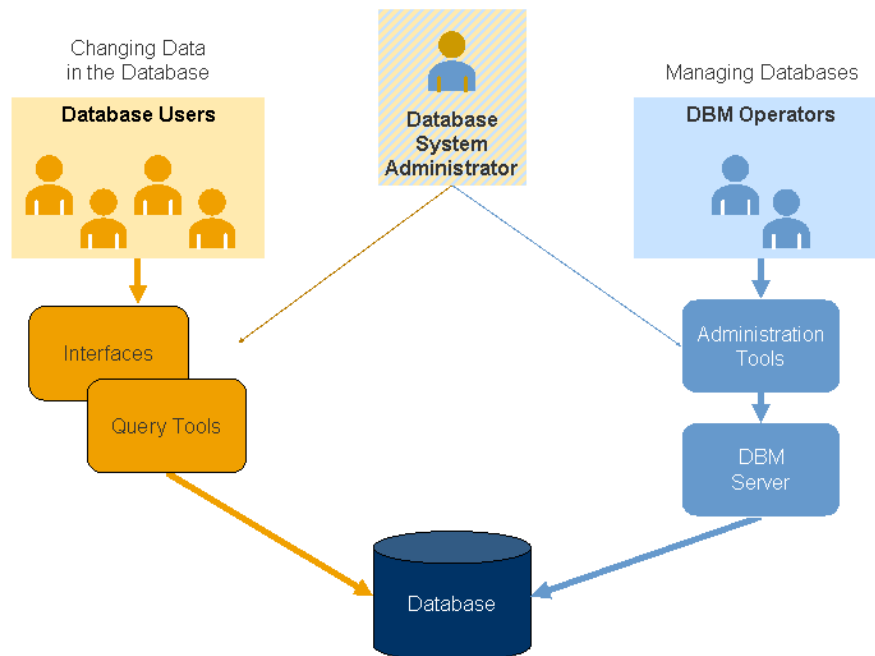 Changing Data
in the Database
Database Users
Database
System
Administrator
Managing Databases
DBM Operators
Interfaces
Query Tools
Administration
Tools
DBM
Server
Database